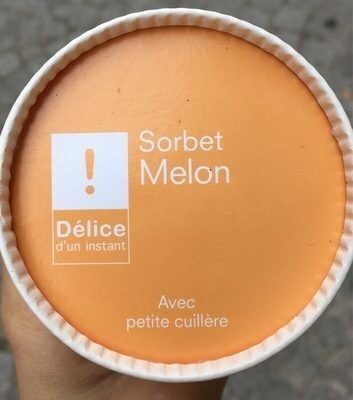 Sorbet
Melon
!
Délice
d'un instant
Avec
petite cuillère